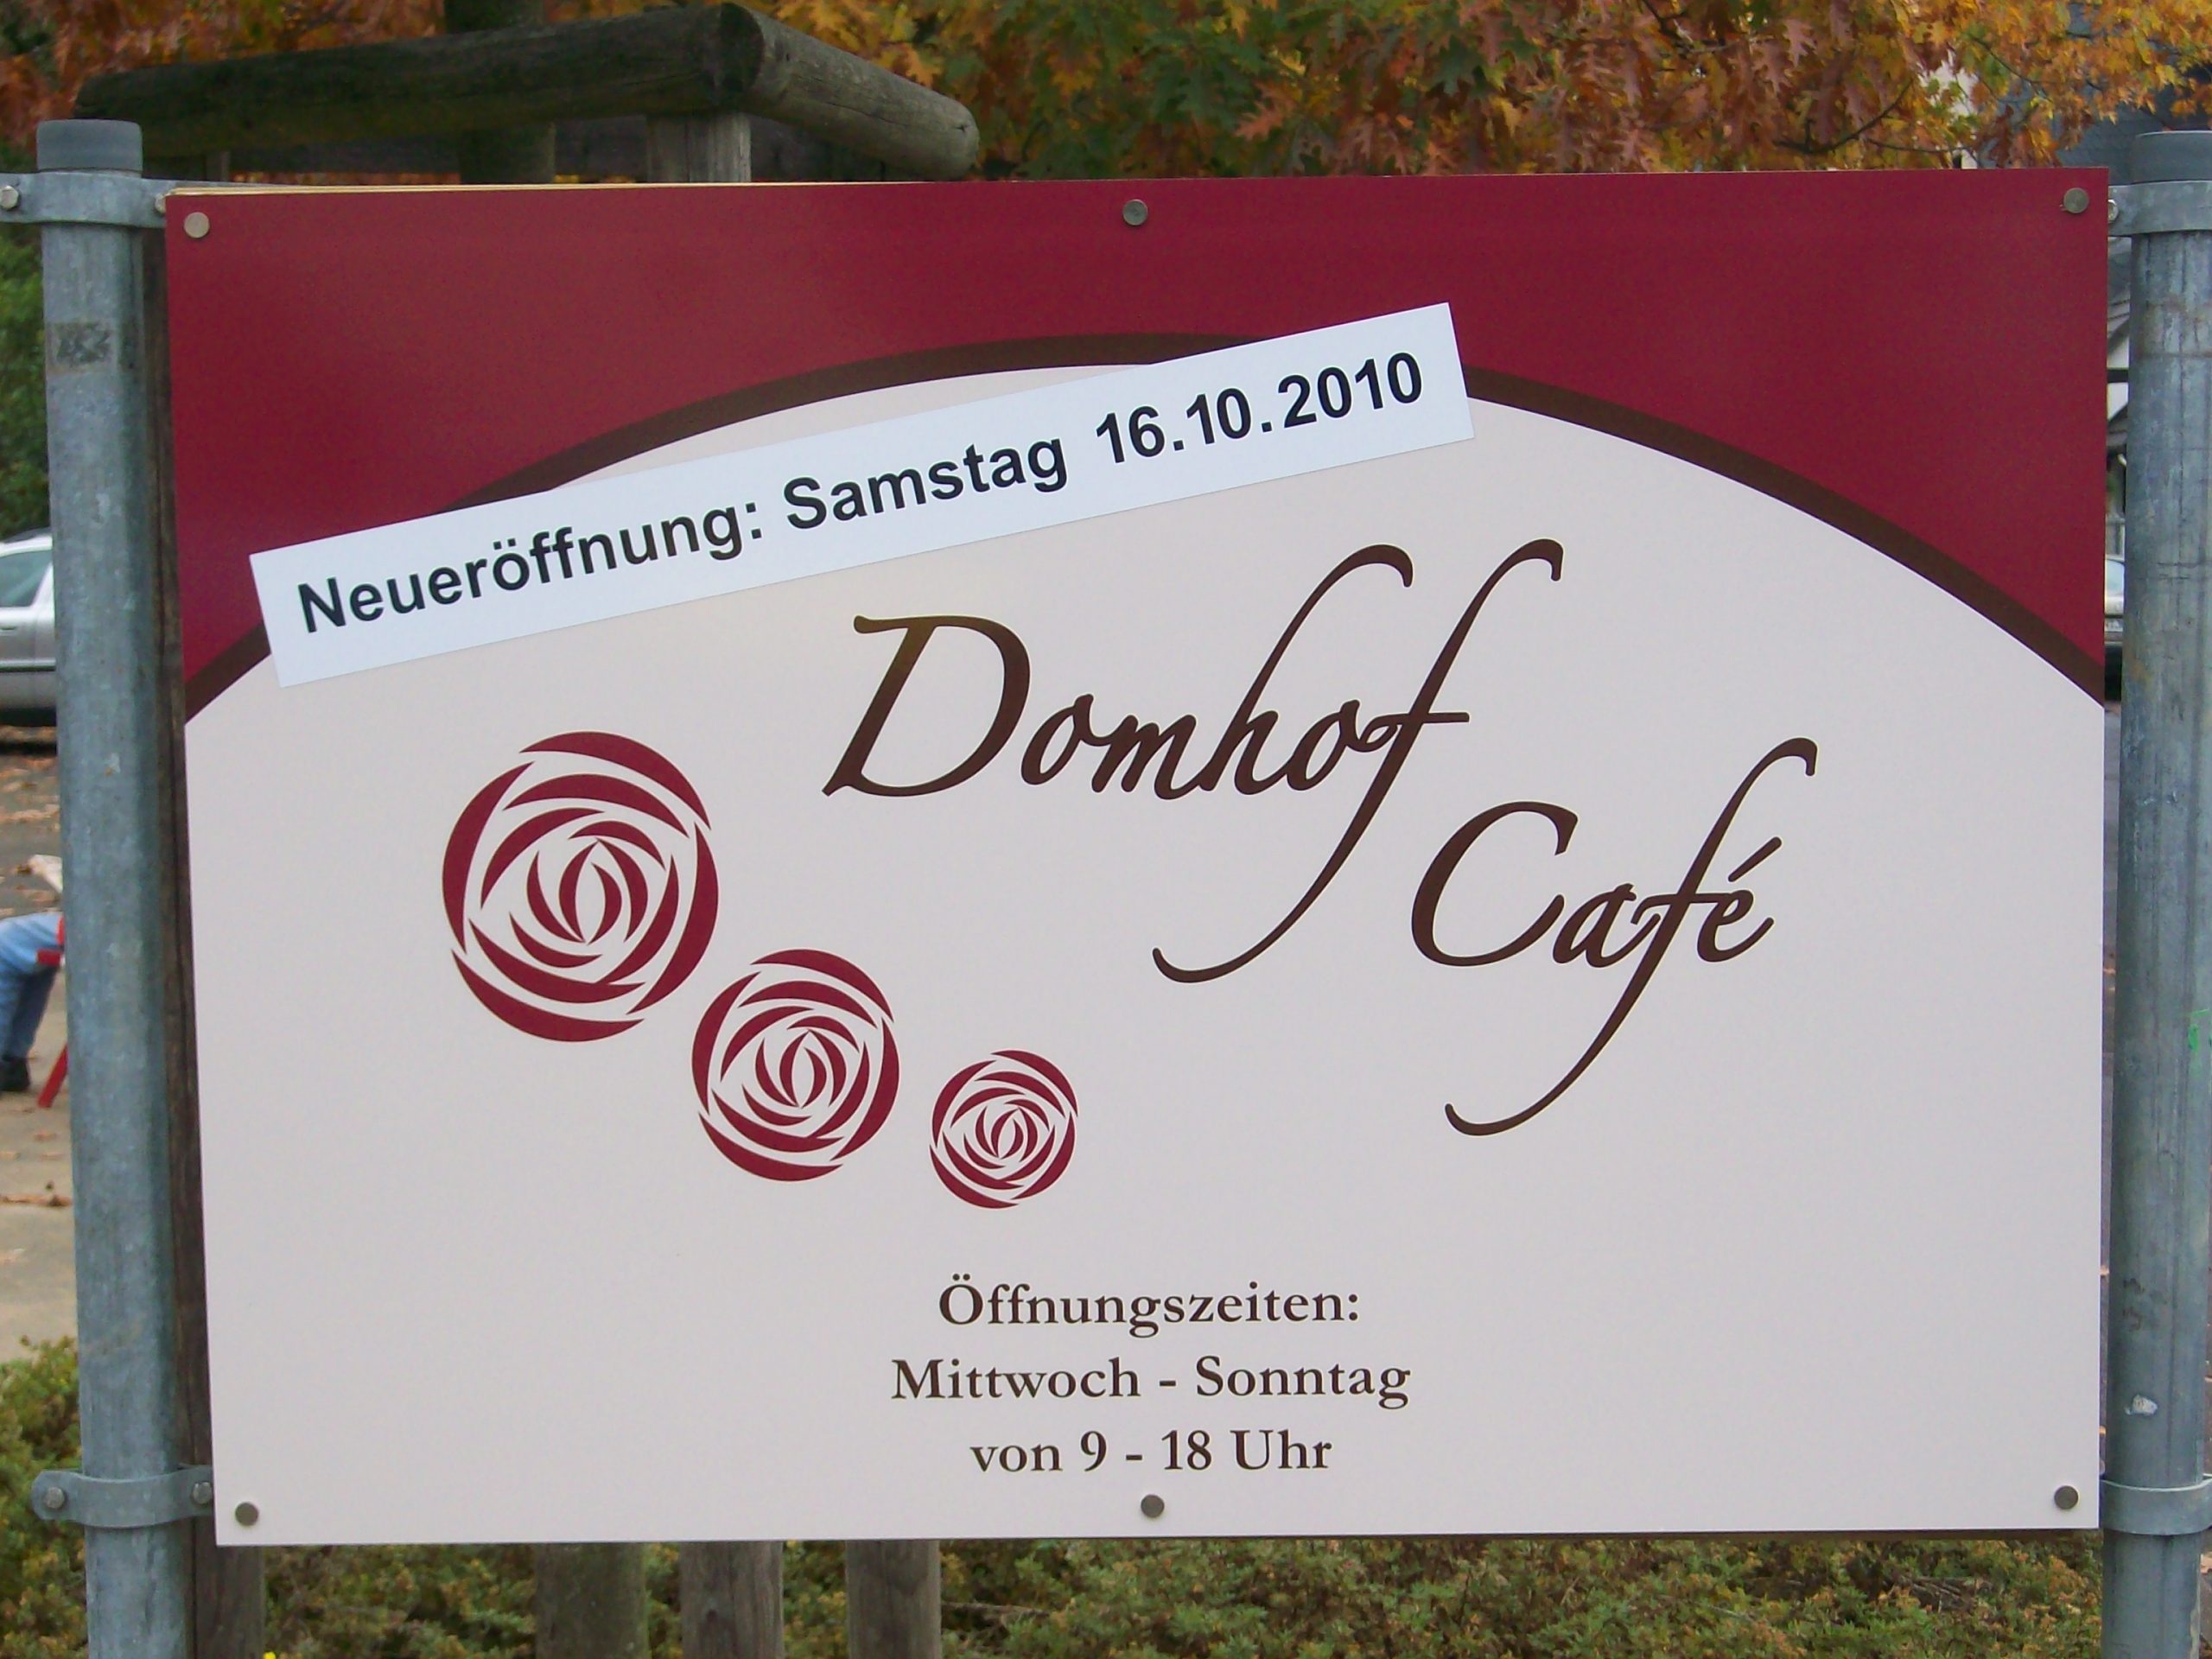 Neueröffnung: Samstag 16.10.2010
Domhof
Café
Öffnungszeiten:
Mittwoch - Sonntag
von 9 - 18 Uhr